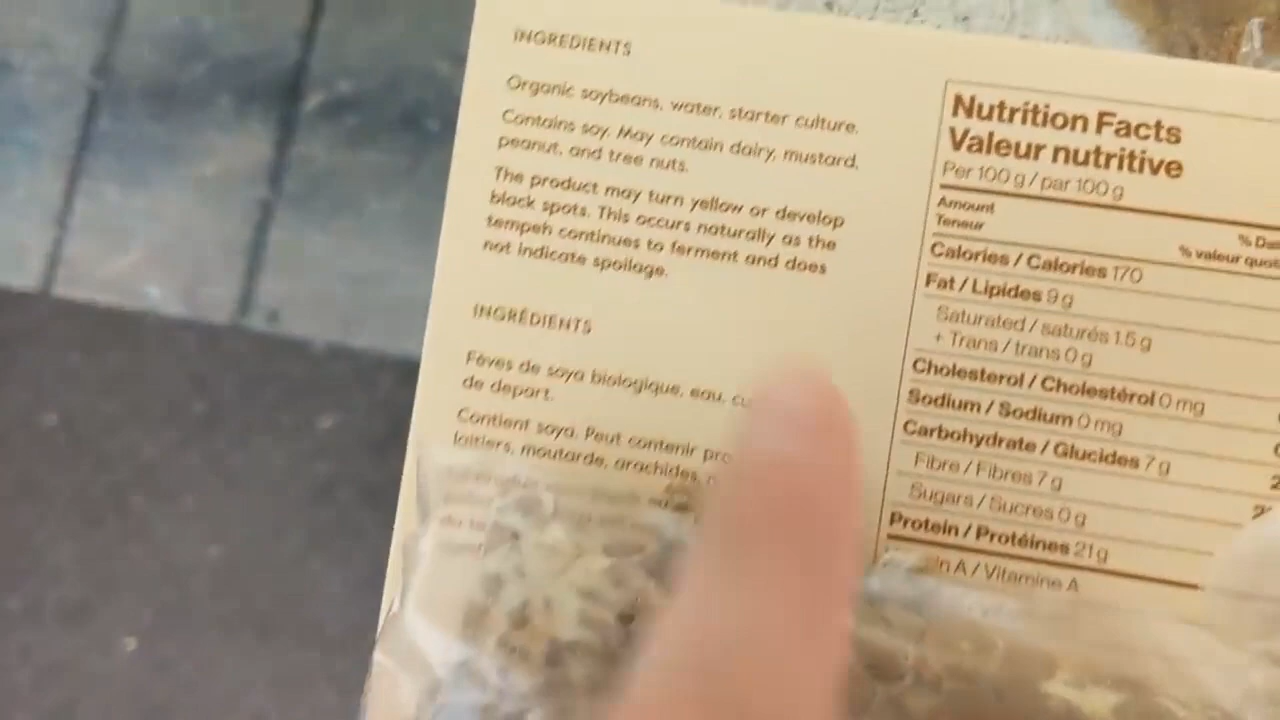 INGREDIENTS
Organic soybeans, water, starter culture.
Contains soy. May contain dairy, mustard,
peanut, and tree nuts.
The product may turn yellow or develop
black spots. This occurs naturally as the
tempeh continues to ferment and does
not indicate spoilage.
INGRÉDIENTS
Fèves de soya biologique, eau,
de depart.
Contient soya. Peut contenir
laitiers, moutarde, arachides,
Nutrition Facts
Valeur nutritive
Per 100 g / par 100 g
Amount
Teneur
%
% valeur
Calories / Calories 170
Fat / Lipides 9 g
Saturated / saturés 1.5 g
+ Trans / trans 0 g
Cholesterol / Cholestérol 0 mg
Sodium / Sodium 0 mg
Carbohydrate / Glucides 7 g
Fibre / Fibres 7 g
Sugars / Sucres 0 g
Protein / Protéines 21 g
A / Vitamine A